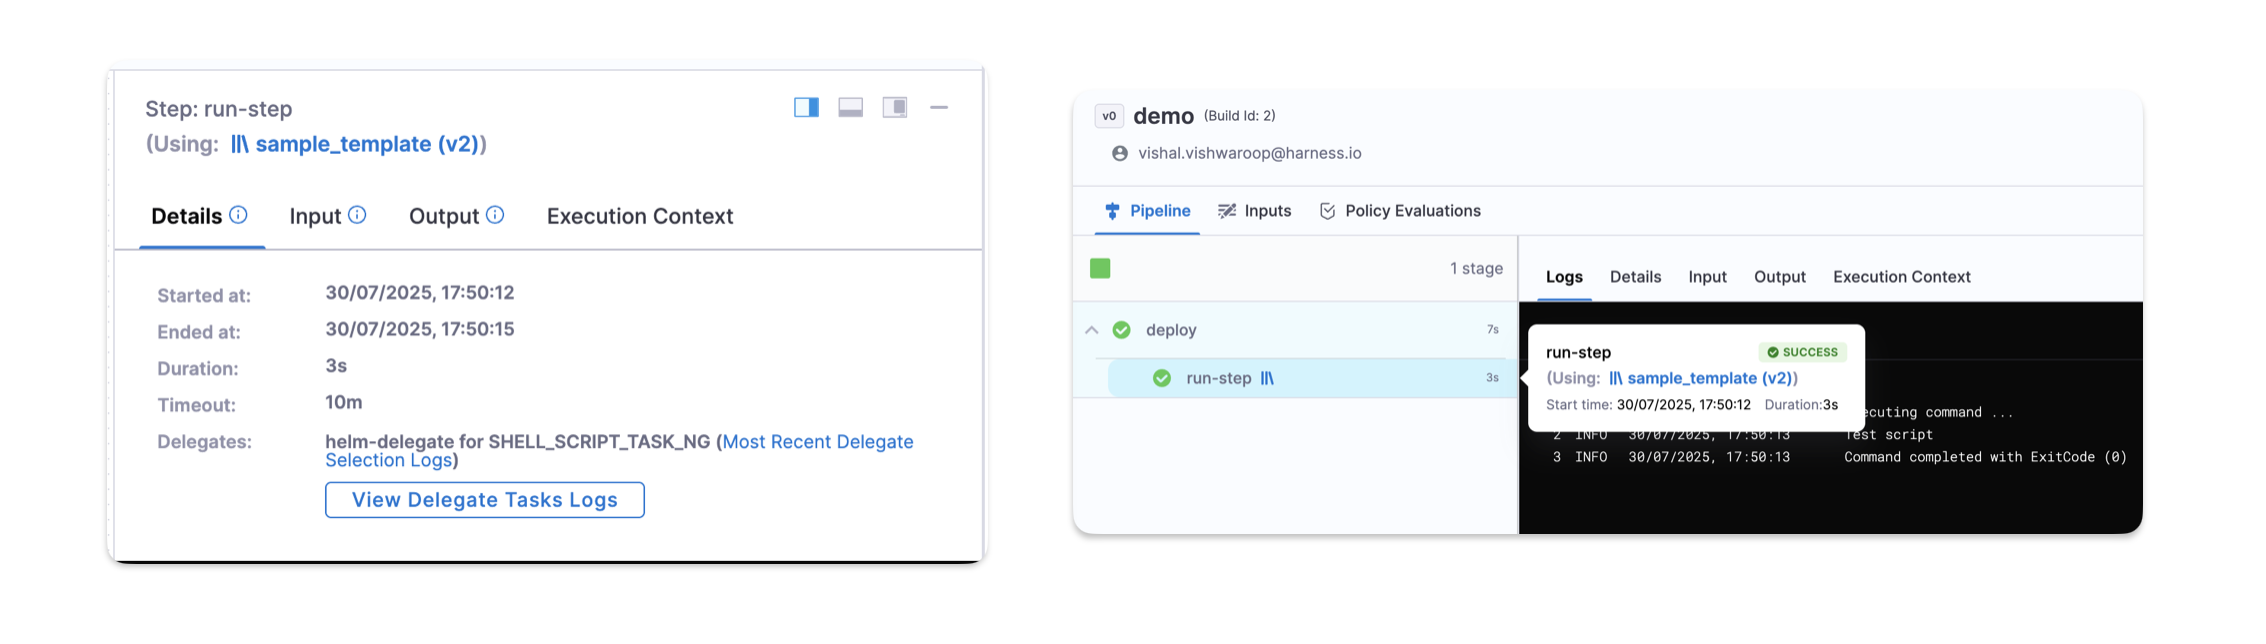 Step: run-step
(Using: sample_template (v2))
Details Input Output Execution Context
Started at: 30/07/2025, 17:50:12
Ended at: 30/07/2025, 17:50:15
Duration: 3s
Timeout: 10m
Delegates: helm-delegate for SHELL_SCRIPT_TASK_NG (Most Recent Delegate
Selection Logs)
View Delegate Tasks Logs
v0 demo (Build Id: 2)
vishal.vishwaroop@harness.io
Pipeline Inputs Policy Evaluations
1 stage
deploy 7s
run-step 3s
Logs Details Input Output Execution Context
run-step SUCCESS
(Using: sample_template (v2))
Start time: 30/07/2025, 17:50:12 Duration:3s
command ...
2 INFO 30/07/2025, 17:50:13 Test script
3 INFO 30/07/2025, 17:50:13 Command completed with ExitCode (0)